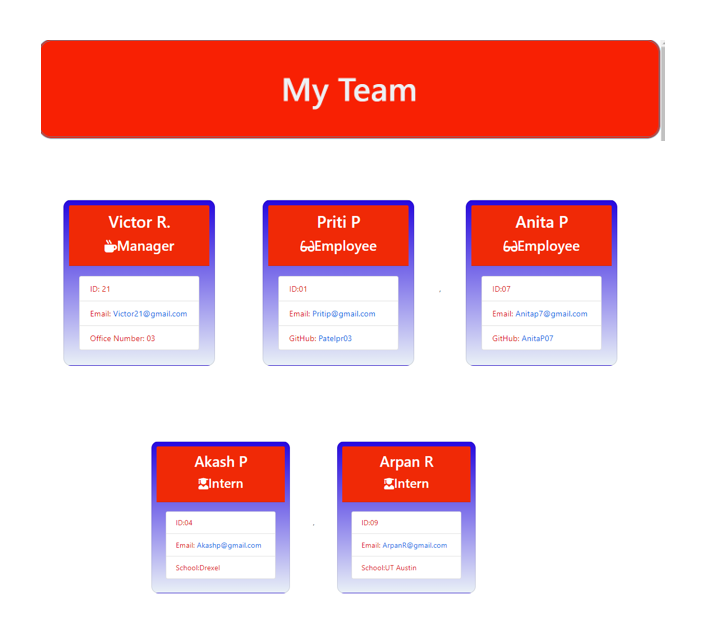 My Team
Victor R.
Manager
ID: 21
Email: Victor21@gmail.com
Office Number: 03
Priti P
Employee
ID:01
Email: Pritip@gmail.com
GitHub: Patelpr03
Anita P
Employee
ID:07
Email: Anitap7@gmail.com
GitHub: AnitaP07
Akash P
Intern
ID:04
Email: Akashp@gmail.com
School:Drexel
Arpan R
Intern
ID:09
Email: ArpanR@gmail.com
School:UT Austin